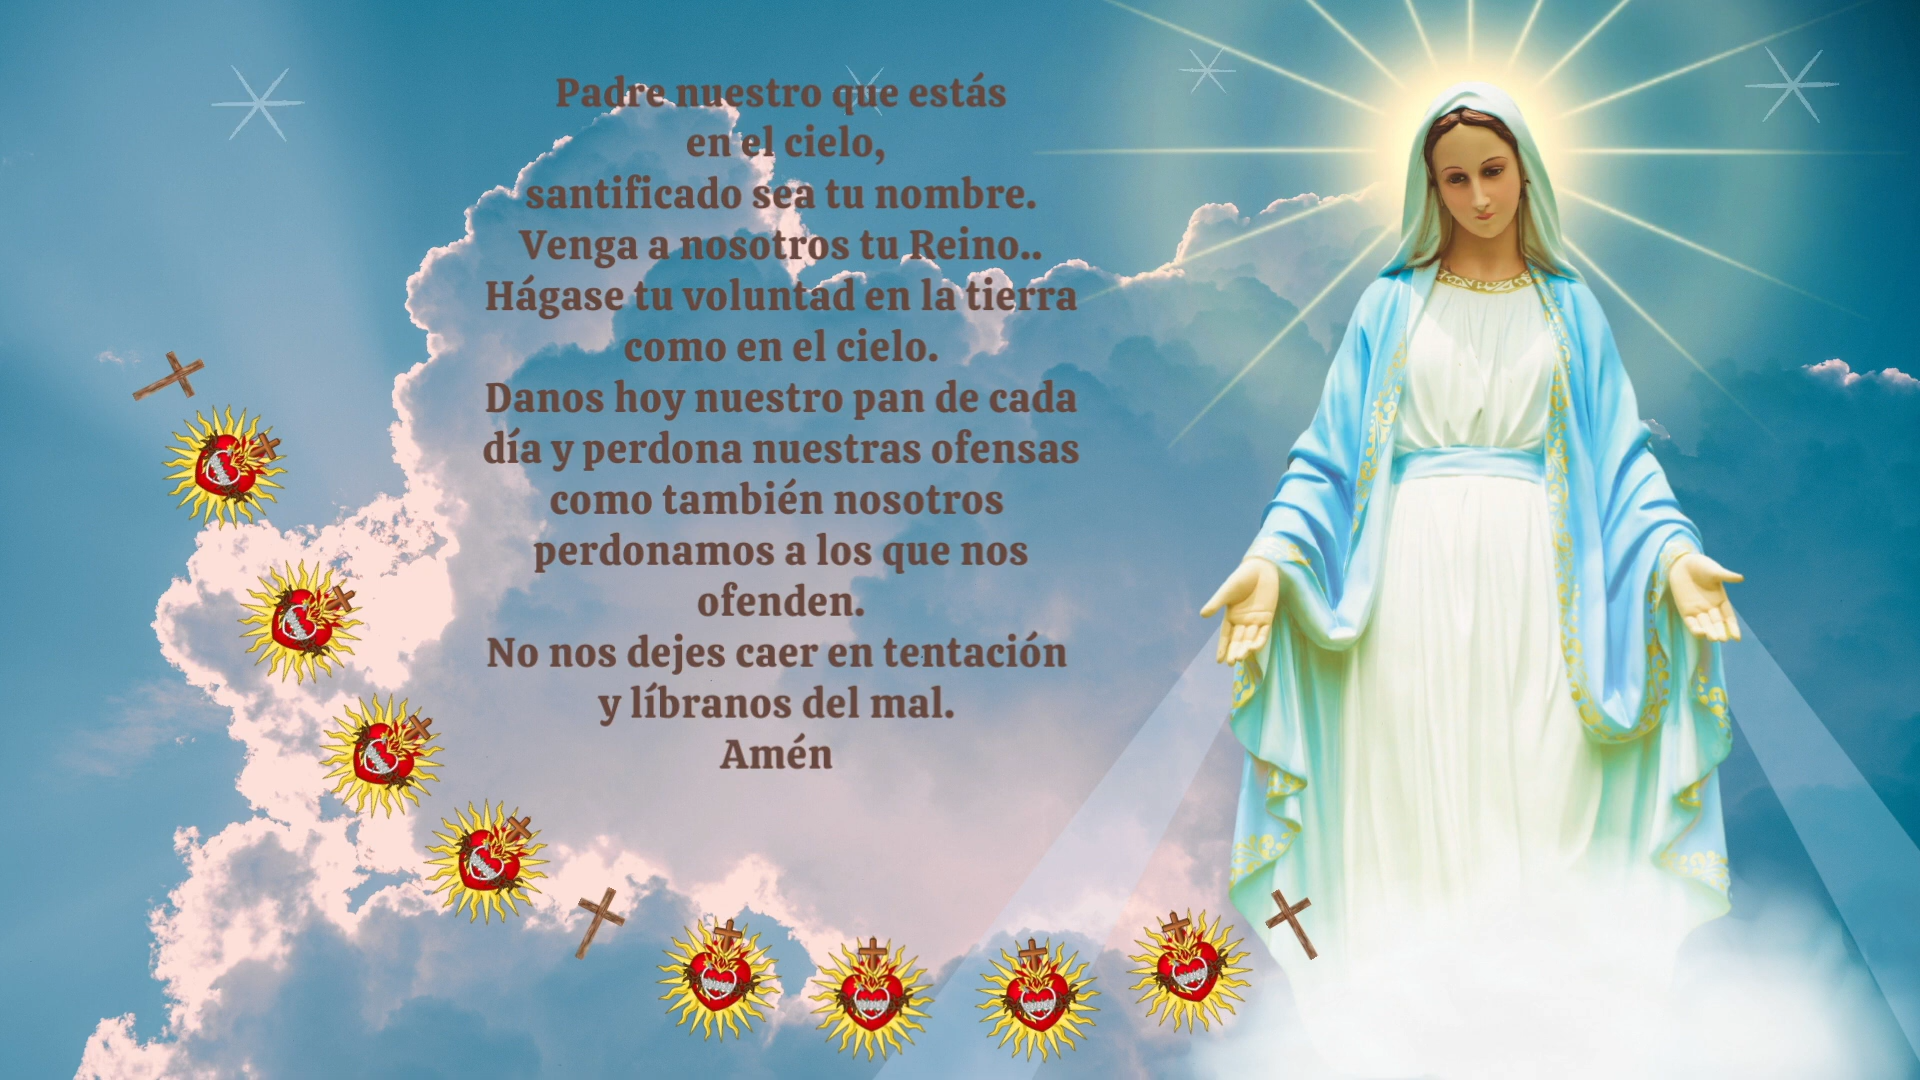 Padre nuestro que estás
en el cielo,
santificado sea tu nombre.
Venga a nosotros tu Reino..
Hágase tu voluntad en la tierra
como en el cielo.
Danos hoy nuestro pan de cada
día y perdona nuestras ofensas
como también nosotros
perdonamos a los que nos
ofenden.
No nos dejes caer en tentación
y líbranos del mal.
Amén